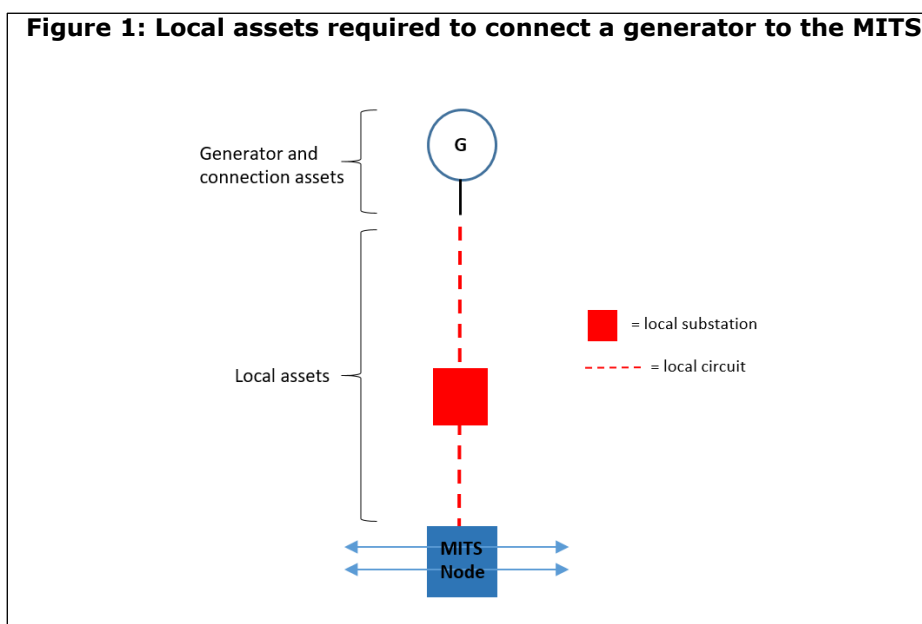 Figure 1: Local assets required to connect a generator to the MITS
G
Generator and
connection assets
= local substation
= local circuit
Local assets
MITS
Node